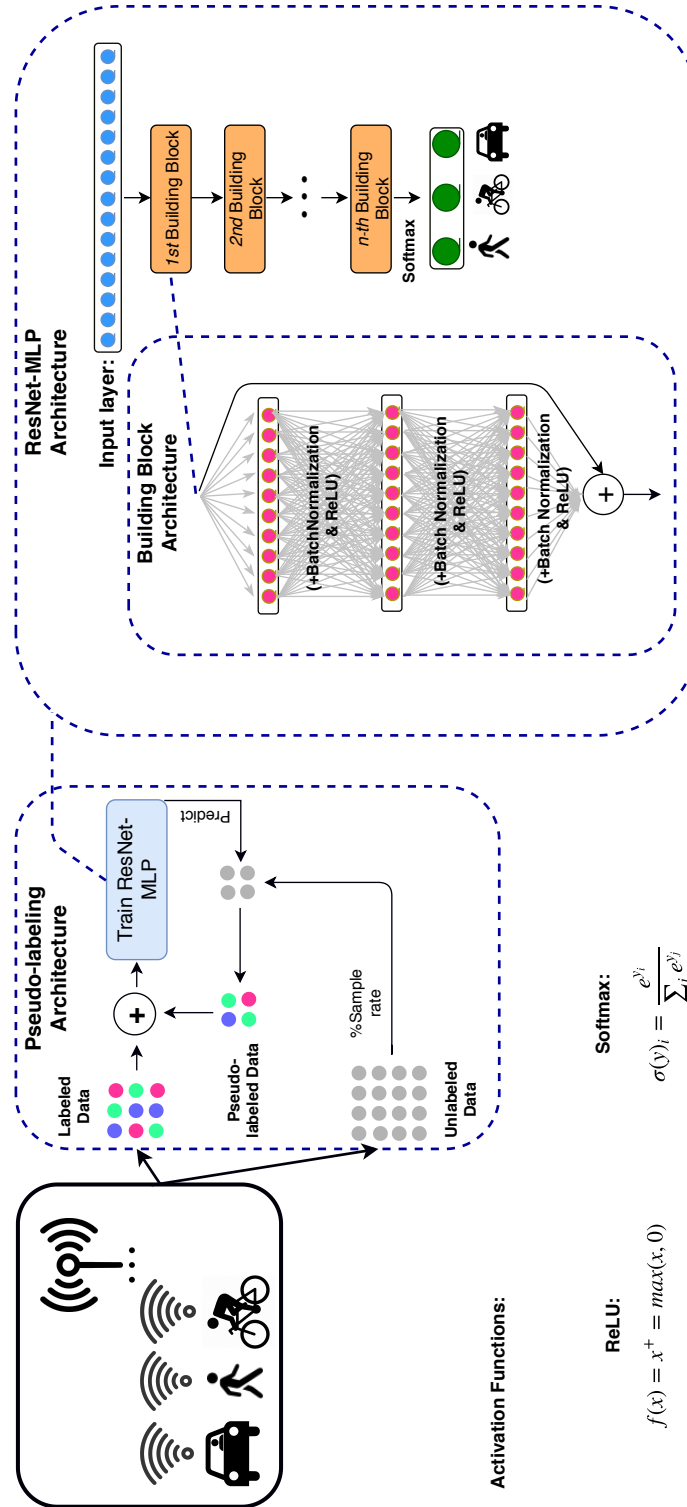 Pseudo-labeling
Architecture
Labeled
Data
+
Train ResNet-
MLP
Predict
Pseudo-
labeled Data
%Sample
rate
Unlabeled
Data
ResNet-MLP
Architecture
Input layer:
1st Building Block
2nd Building
Block
n-th Building
Block
Softmax
Building Block
Architecture
(+BatchNormalization
& ReLU)
(+Batch Normalization
& ReLU)
(+Batch Normalization
& ReLU)
+
Activation Functions:
ReLU:
f(x) = x⁺ = max(x, 0)
Softmax:
σ(y)ᵢ = e^{yᵢ} / ∑ⱼ e^{yⱼ}